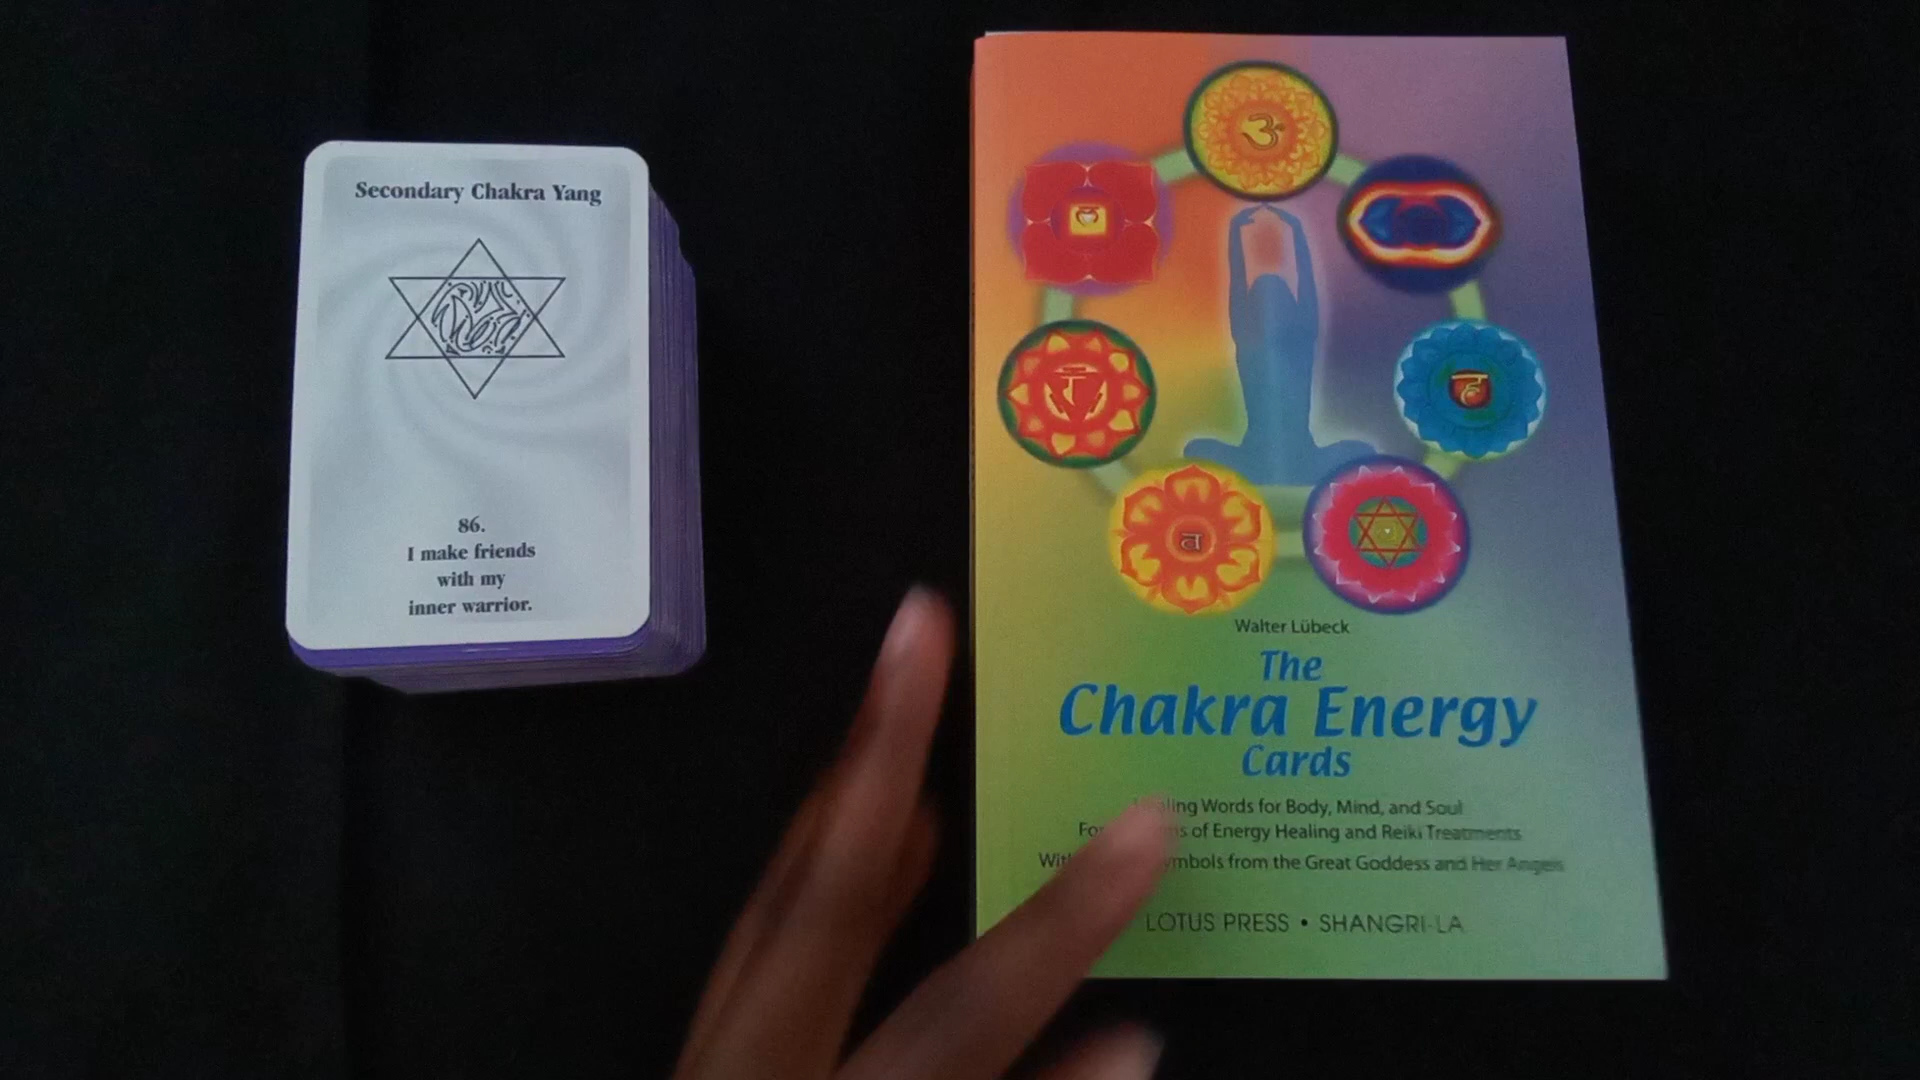 Secondary Chakra Yang
86.
I make friends
with my
inner warrior.
ॐ
ह
व
Walter Lübeck
The
Chakra Energy
Cards
Words for Body, Mind, and Soul
of Energy Healing and Reiki Treatments
from the Great Goddess and Her Angels
LOTUS PRESS • SHANGRI-LA